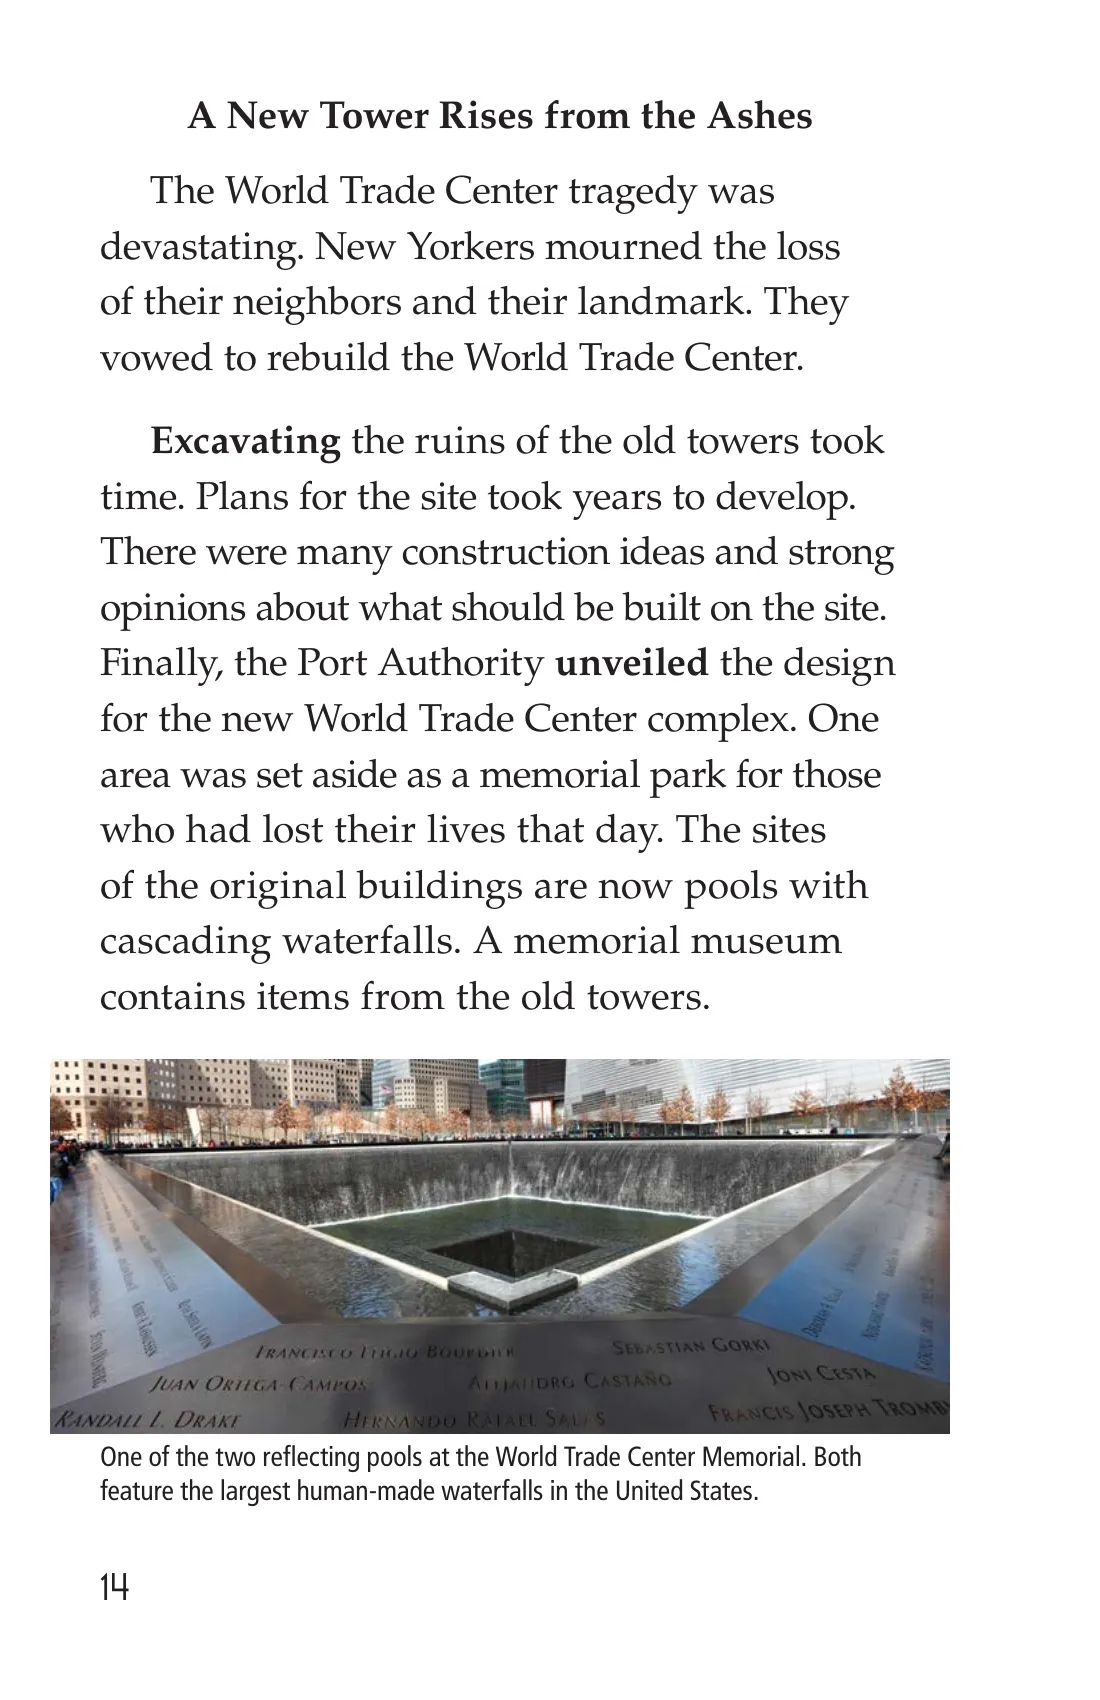 A New Tower Rises from the Ashes
The World Trade Center tragedy was
devastating. New Yorkers mourned the loss
of their neighbors and their landmark. They
vowed to rebuild the World Trade Center.
Excavating the ruins of the old towers took
time. Plans for the site took years to develop.
There were many construction ideas and strong
opinions about what should be built on the site.
Finally, the Port Authority unveiled the design
for the new World Trade Center complex. One
area was set aside as a memorial park for those
who had lost their lives that day. The sites
of the original buildings are now pools with
cascading waterfalls. A memorial museum
contains items from the old towers.
Sebastian Gorki
Juan Ortega-Campos
Alejandro Castaño
Joni Cesta
Randall L. Drake
Hernando Rafael Salas
Francis Joseph
One of the two reflecting pools at the World Trade Center Memorial. Both
feature the largest human-made waterfalls in the United States.
14